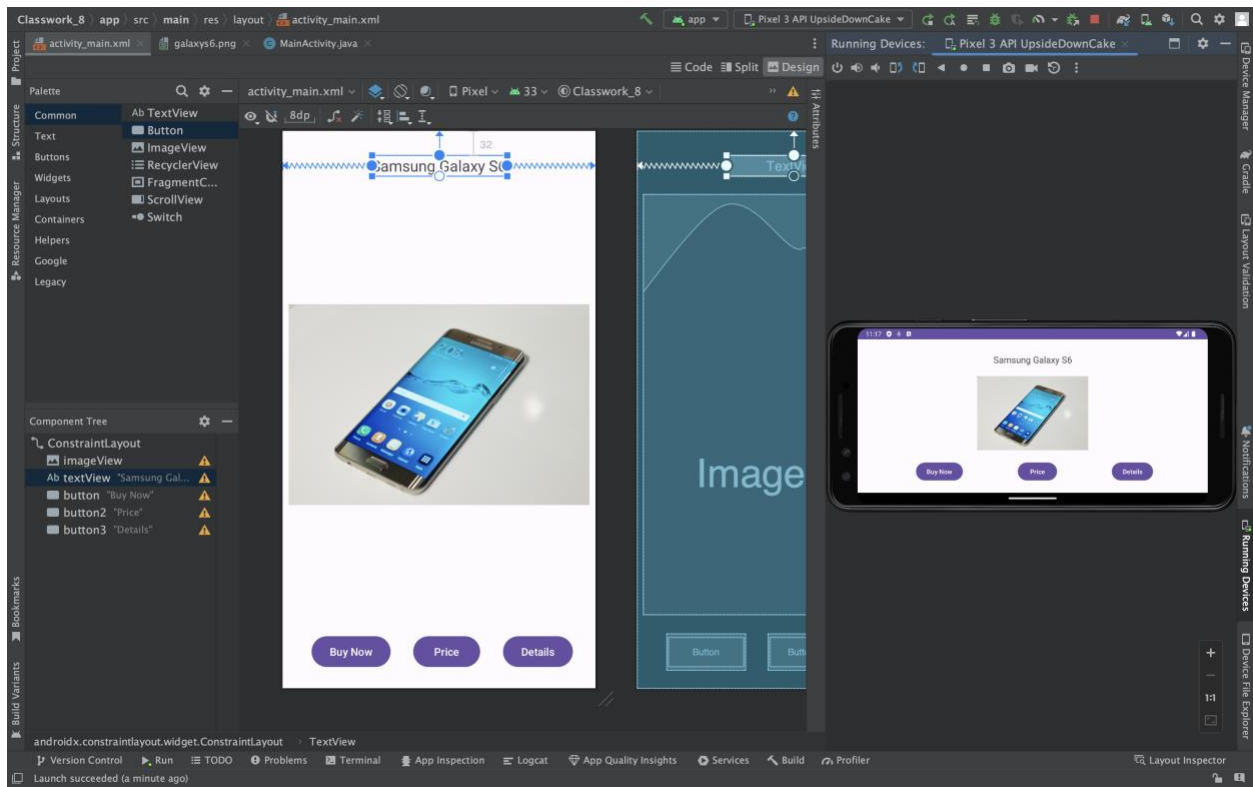 Classwork_8 app src main res layout activity_main.xml
app Pixel 3 API UpsideDownCake
activity_main.xml galaxys6.png MainActivity.java
Running Devices: Pixel 3 API UpsideDownCake
Code Split Design
Palette
Common
Text
Buttons
Widgets
Layouts
Containers
Helpers
Google
Legacy
Ab TextView
Button
ImageView
RecyclerView
FragmentC...
ScrollView
Switch
activity_main.xml Pixel 33 Classwork_8
8dp
32
Samsung Galaxy S6
Buy Now Price Details
TextVi
Image
Button Butt
11:17
Samsung Galaxy S6
Buy Now Price Details
Component Tree
ConstraintLayout
imageView
Ab textView "Samsung Gal...
button "Buy Now"
button2 "Price"
button3 "Details"
androidx.constraintlayout.widget.ConstraintLayout TextView
Version Control Run TODO Problems Terminal App Inspection Logcat App Quality Insights Services Build Profiler Layout Inspector
Launch succeeded (a minute ago)
Project
Structure
Resource Manager
Bookmarks
Build Variants
Attributes
Device Manager
Gradle
Layout Validation
Notifications
Running Devices
Device File Explorer
1:1